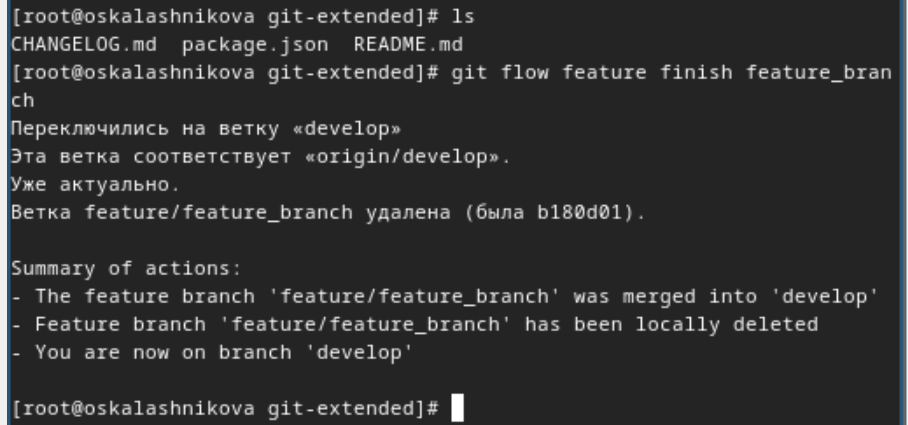 [root@oskalashnikova git-extended]# ls
CHANGELOG.md  package.json  README.md
[root@oskalashnikova git-extended]# git flow feature finish feature_bran
ch
Переключились на ветку «develop»
Эта ветка соответствует «origin/develop».
Уже актуально.
Ветка feature/feature_branch удалена (была b180d01).
Summary of actions:
- The feature branch 'feature/feature_branch' was merged into 'develop'
- Feature branch 'feature/feature_branch' has been locally deleted
- You are now on branch 'develop'
[root@oskalashnikova git-extended]#